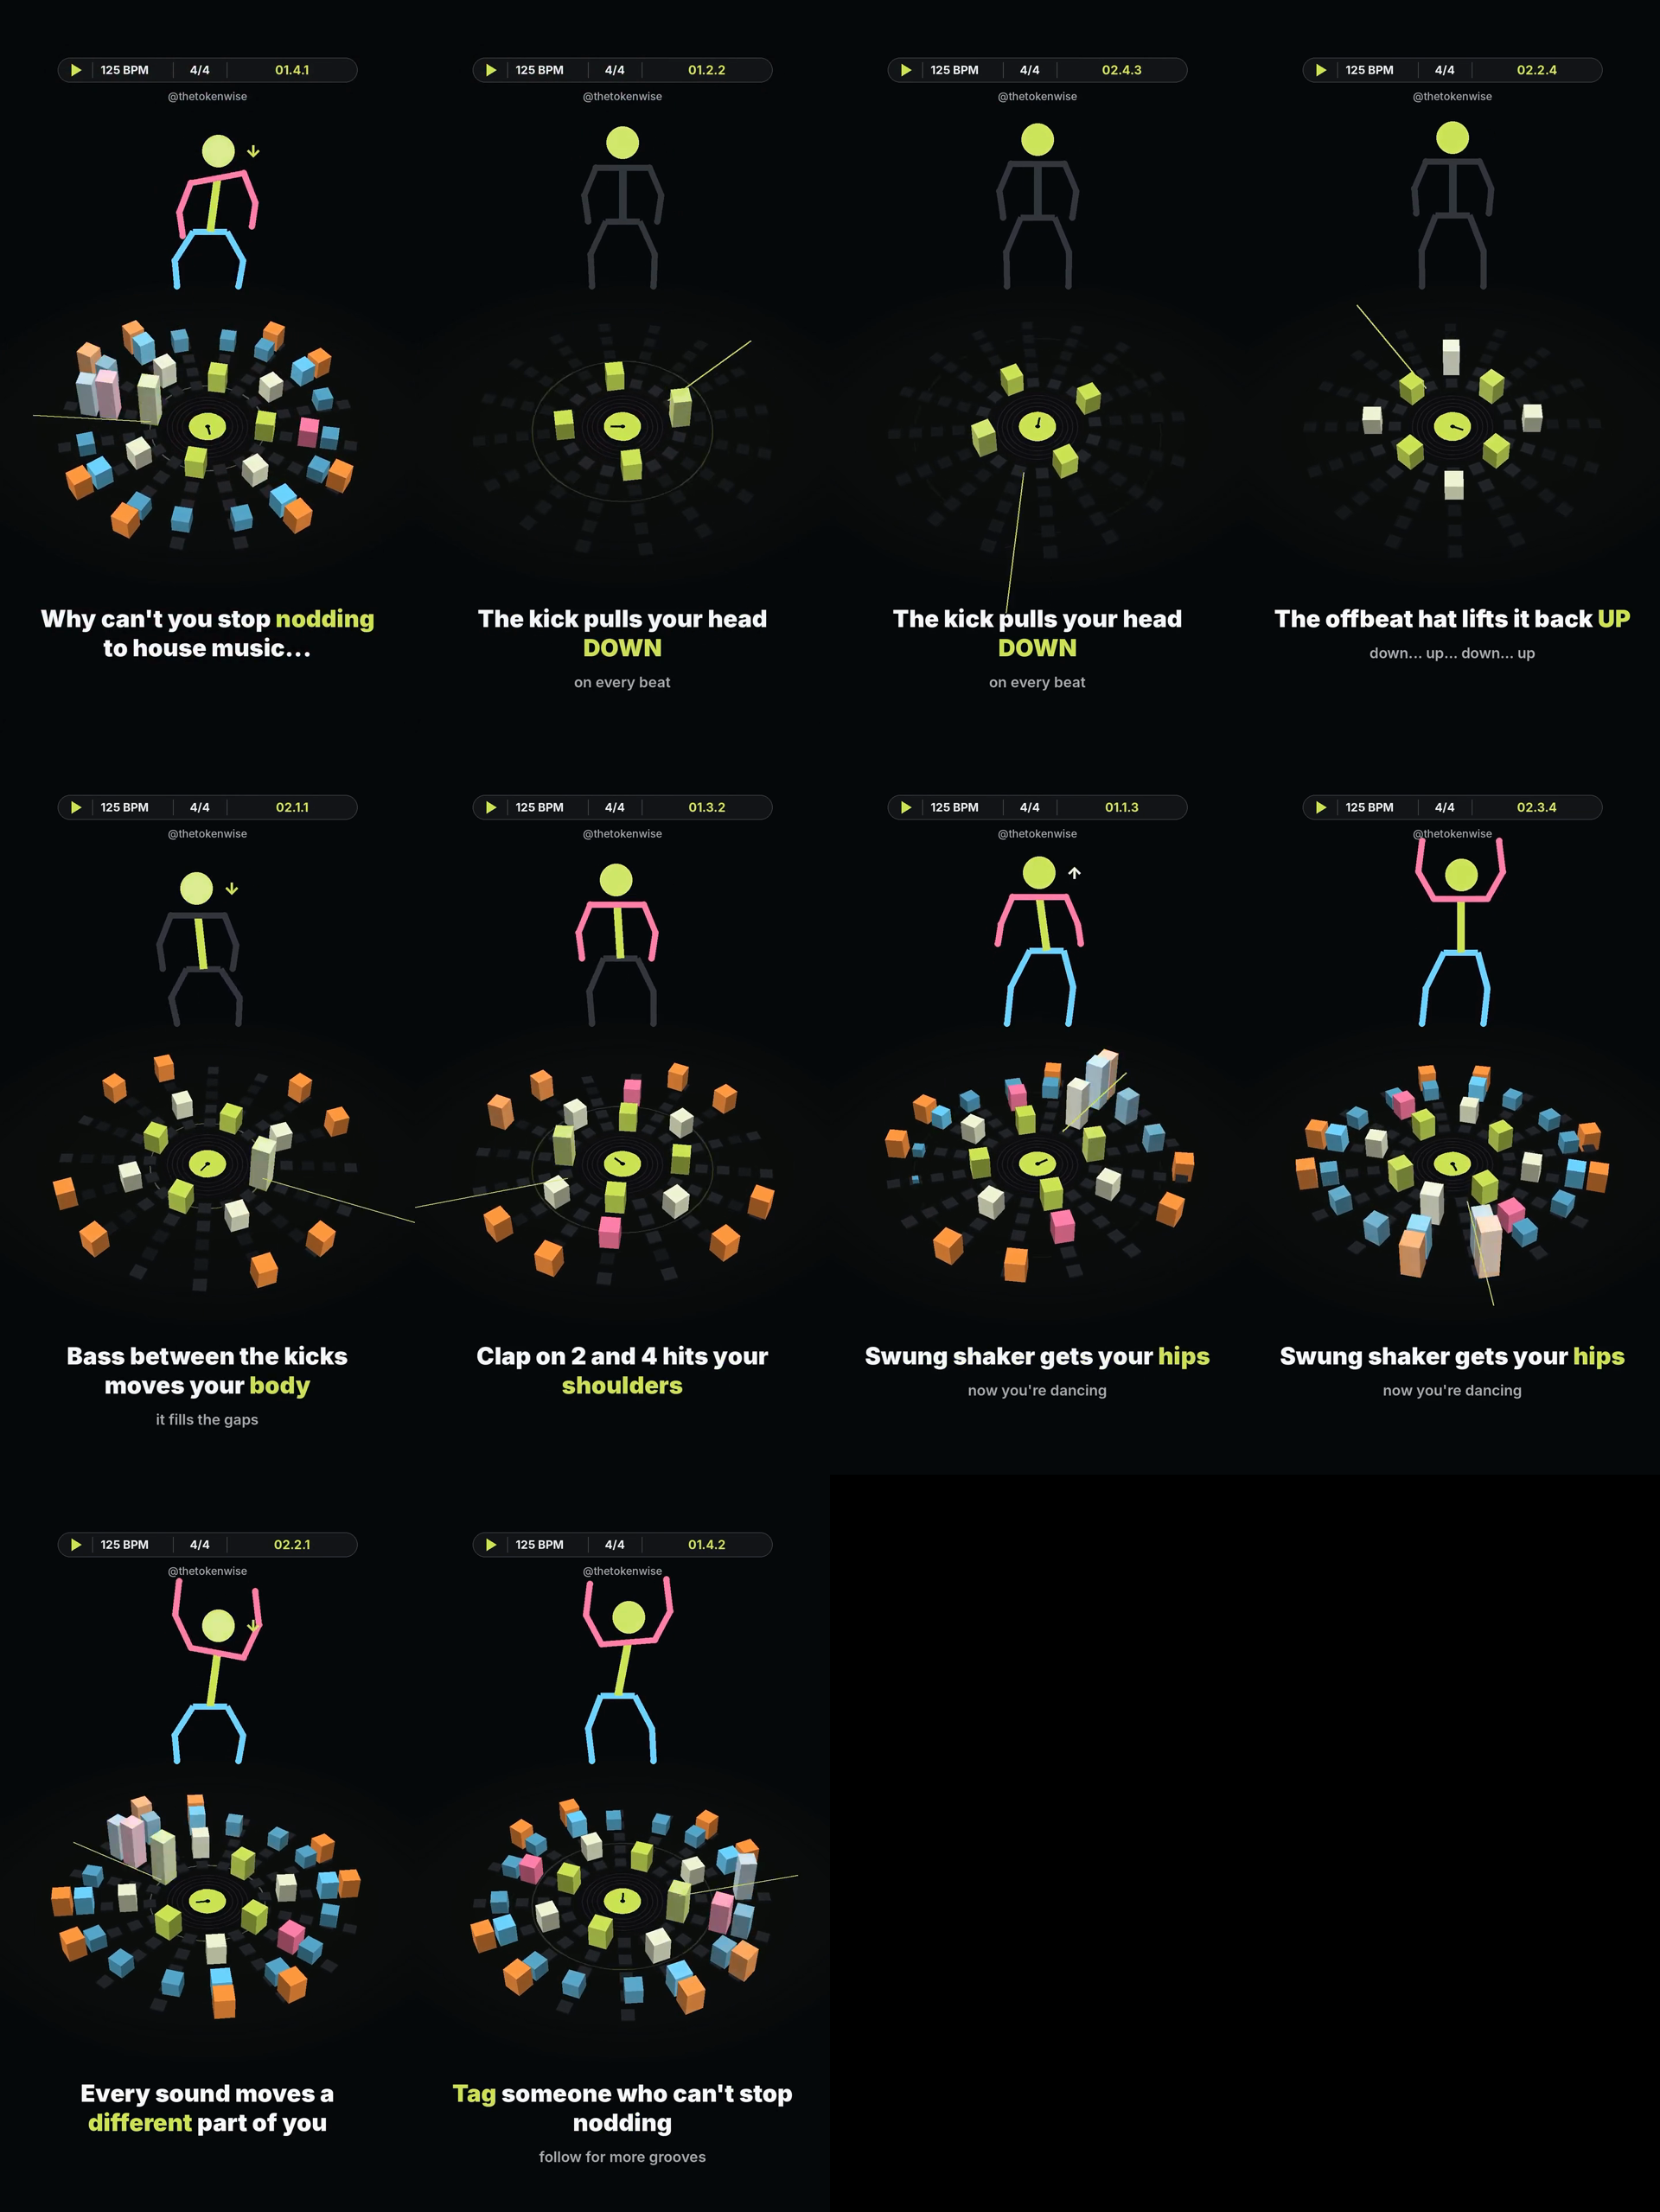 125 BPM 4/4 01.4.1
@thetokenwise
Why can't you stop nodding
to house music...
125 BPM 4/4 01.2.2
@thetokenwise
The kick pulls your head
DOWN
on every beat
125 BPM 4/4 02.4.3
@thetokenwise
The kick pulls your head
DOWN
on every beat
125 BPM 4/4 02.2.4
@thetokenwise
The offbeat hat lifts it back UP
down... up... down... up
125 BPM 4/4 02.1.1
@thetokenwise
Bass between the kicks
moves your body
it fills the gaps
125 BPM 4/4 01.3.2
@thetokenwise
Clap on 2 and 4 hits your
shoulders
125 BPM 4/4 01.1.3
@thetokenwise
Swung shaker gets your hips
now you're dancing
125 BPM 4/4 02.3.4
@thetokenwise
Swung shaker gets your hips
now you're dancing
125 BPM 4/4 02.2.1
@thetokenwise
Every sound moves a
different part of you
125 BPM 4/4 01.4.2
@thetokenwise
Tag someone who can't stop
nodding
follow for more grooves